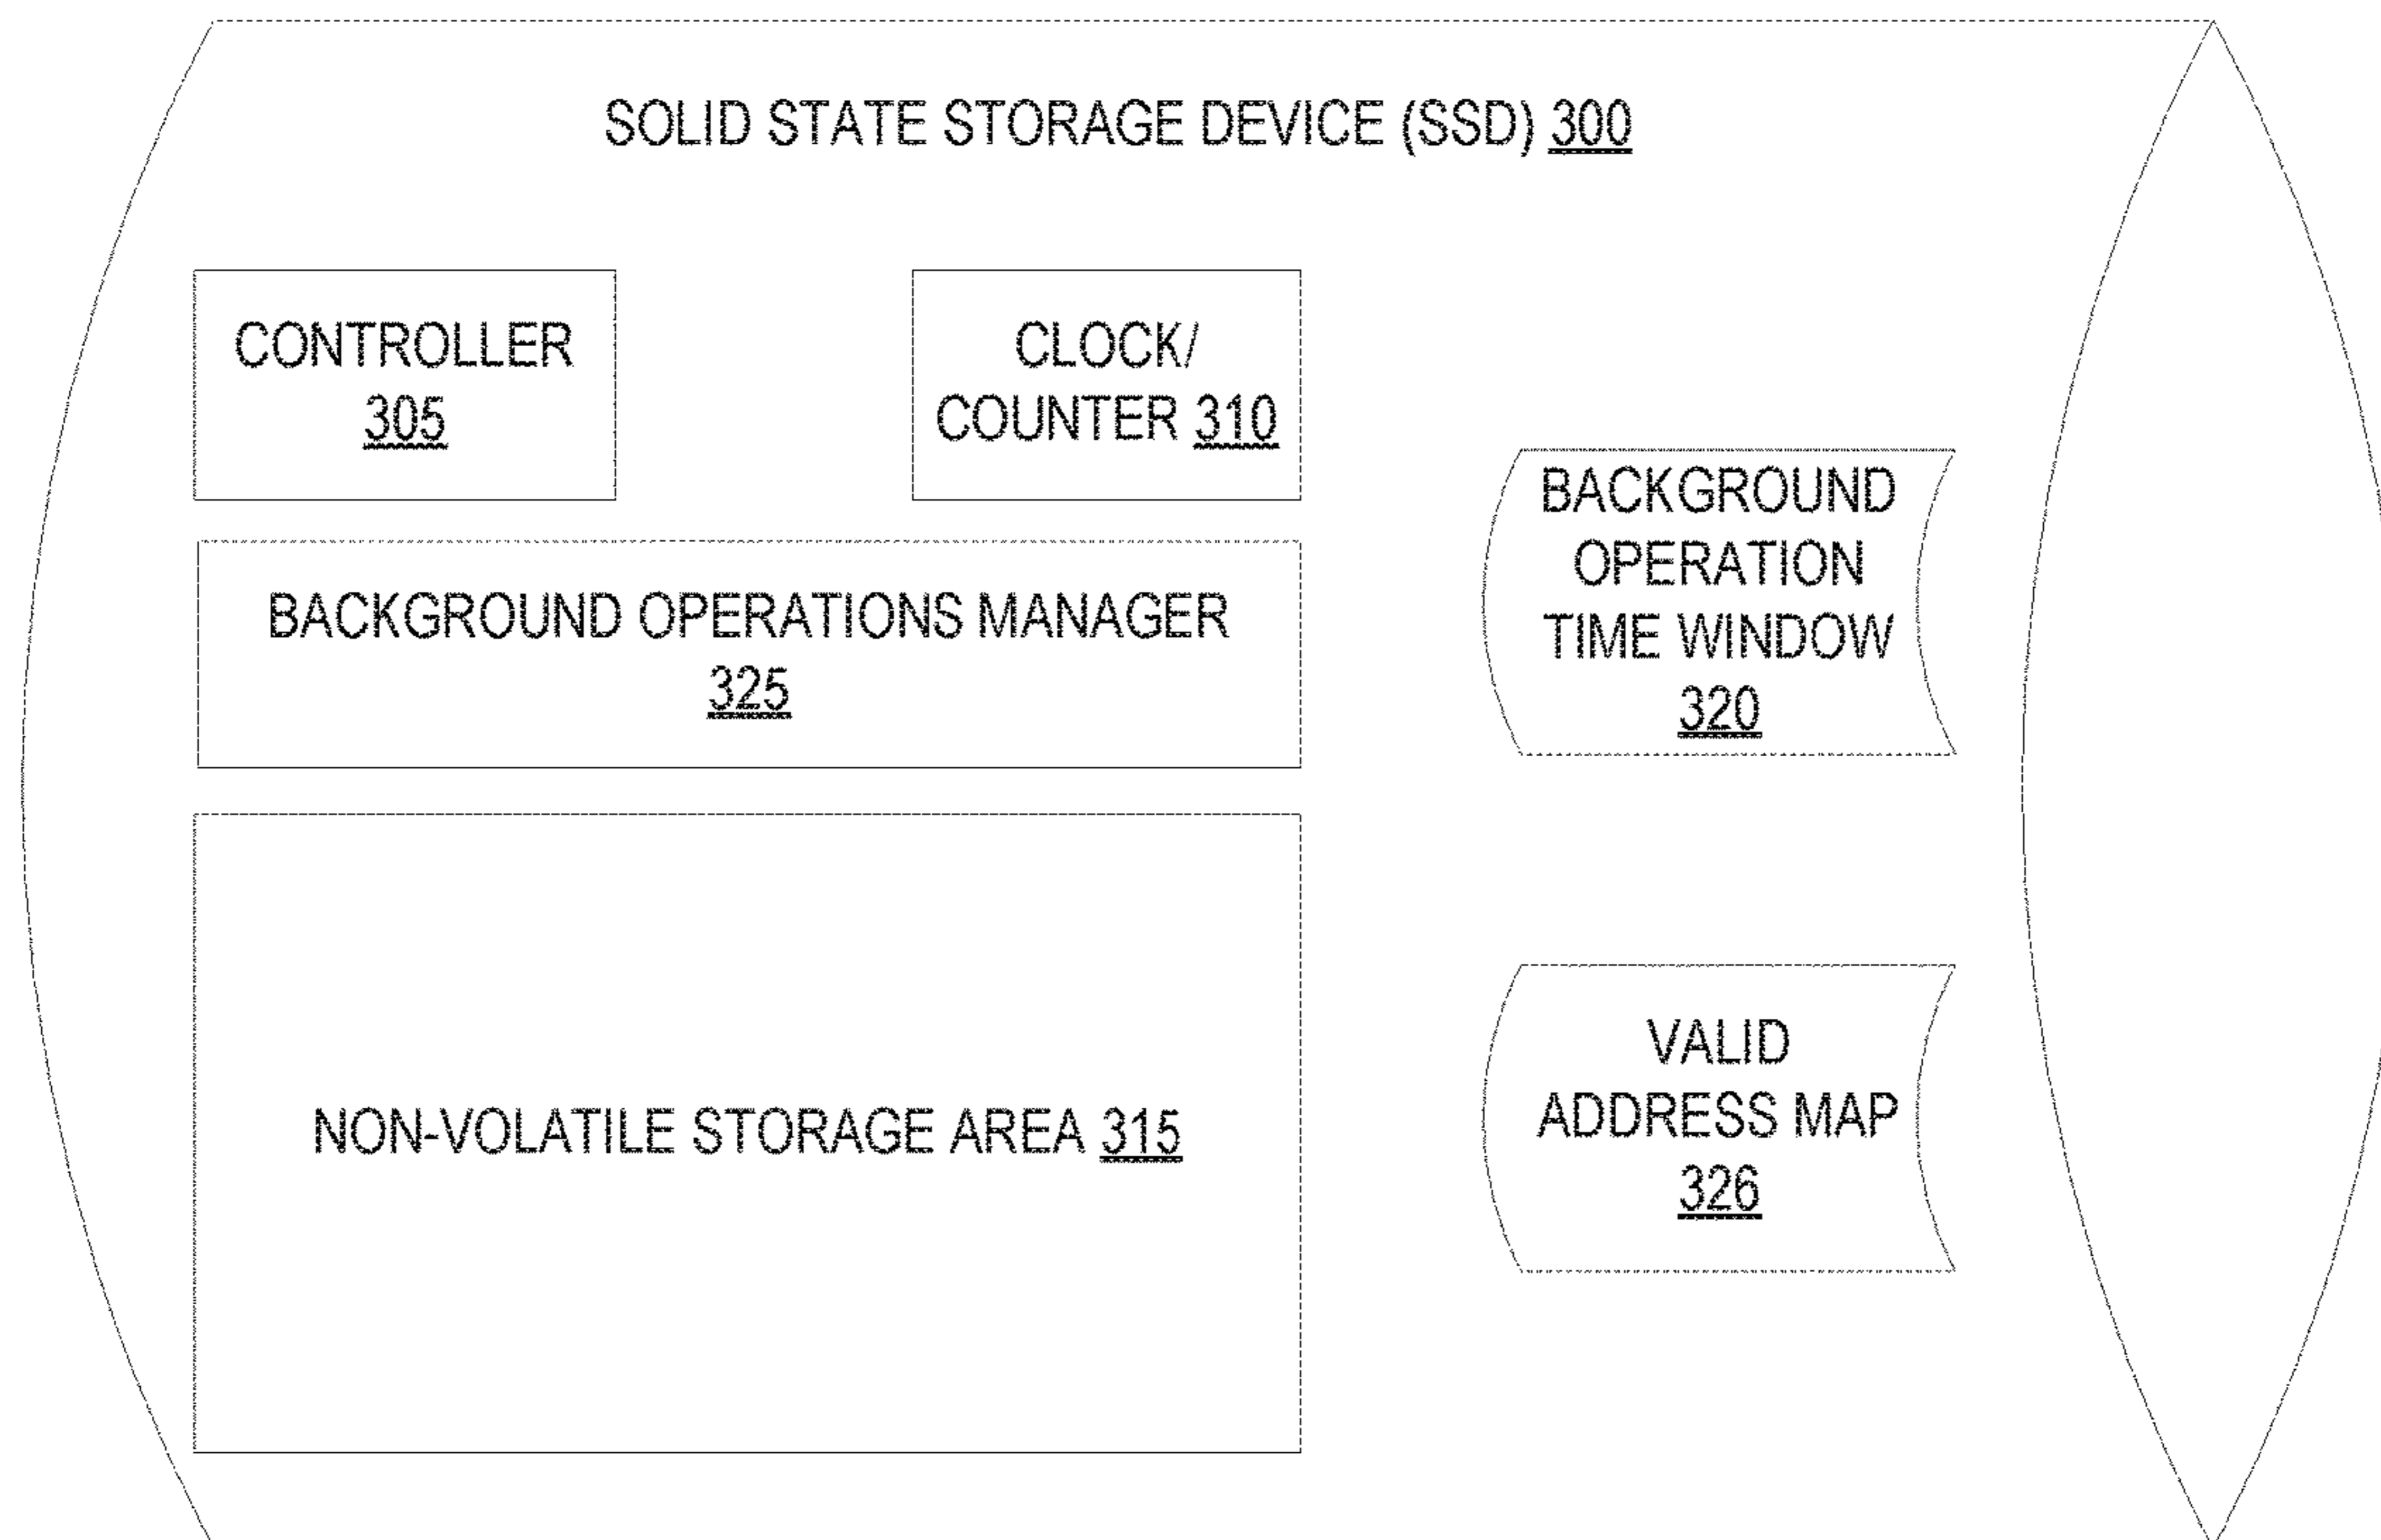 SOLID STATE STORAGE DEVICE (SSD) 300
CONTROLLER
305
CLOCK/
COUNTER 310
BACKGROUND OPERATIONS MANAGER
325
BACKGROUND
OPERATION
TIME WINDOW
320
NON-VOLATILE STORAGE AREA 315
VALID
ADDRESS MAP
326